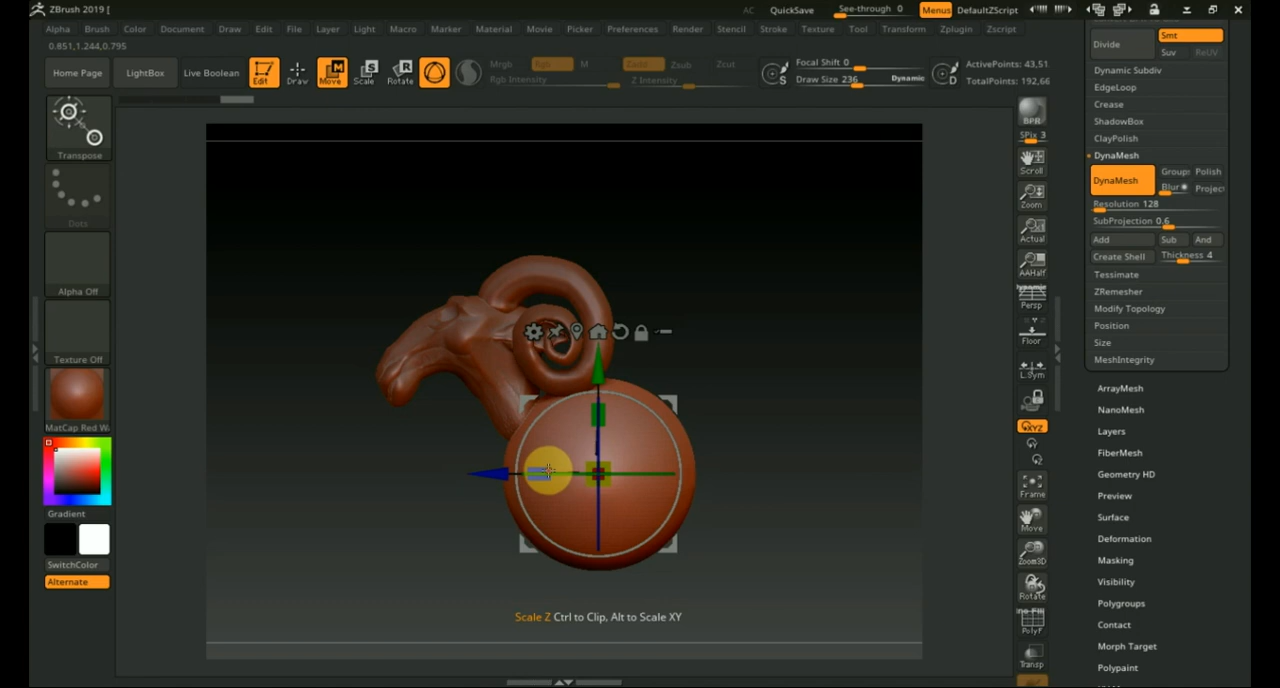 ZBrush 2019 [
AC QuickSave See-through 0 Menus DefaultZScript
Alpha Brush Color Document Draw Edit File Layer Light Macro Marker Material Movie Picker Preferences Render Stencil Stroke Texture Tool Transform Zplugin Zscript
0.851,1.244,0.795
Home Page LightBox Live Boolean Edit Draw Move Scale Rotate
Mrgb Rgb M Zadd Zsub Zcut
Rgb Intensity Z Intensity
Focal Shift 0
Draw Size 236 Dynamic
ActivePoints: 43,51
TotalPoints: 192,66
Transpose
Dots
Alpha Off
Texture Off
MatCap Red W
Gradient
SwitchColor
Alternate
Scale Z Ctrl to Clip, Alt to Scale XY
BPR
SPix 3
Scroll
Zoom
Actual
AAHalf
Dynamic
Persp
Floor
L.Sym
XYZ
Frame
Move
Zoom3D
Rotate
Line Fill
PolyF
Transp
Divide Smt
Suv ReUV
Dynamic Subdiv
EdgeLoop
Crease
ShadowBox
ClayPolish
DynaMesh
DynaMesh Groups Polish
Blur Project
Resolution 128
SubProjection 0.6
Add Sub And
Create Shell Thickness 4
Tessimate
ZRemesher
Modify Topology
Position
Size
MeshIntegrity
ArrayMesh
NanoMesh
Layers
FiberMesh
Geometry HD
Preview
Surface
Deformation
Masking
Visibility
Polygroups
Contact
Morph Target
Polypaint